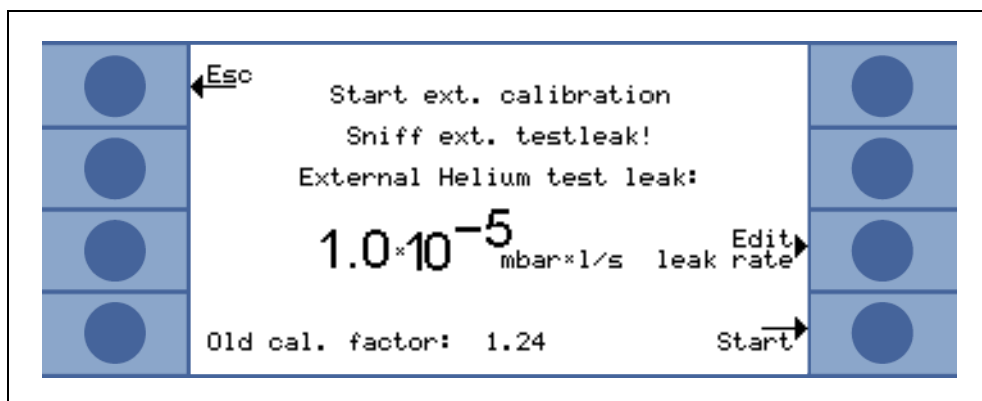 Esc
Start ext. calibration
Sniff ext. testleak!
External Helium test leak:
1.0×10⁻⁵ mbar×l/s
Edit
leak rate
Old cal. factor: 1.24
Start